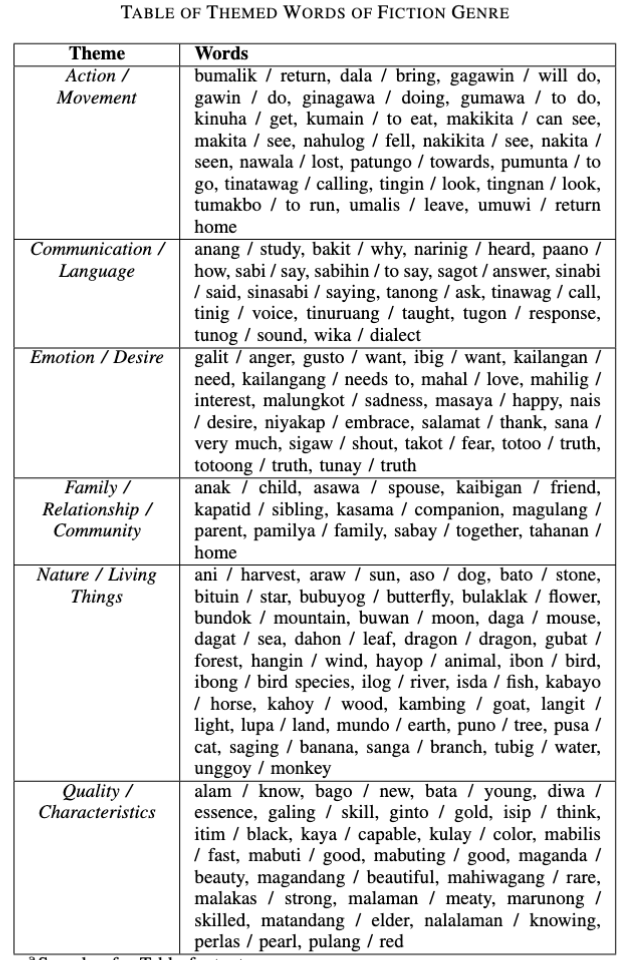 TABLE OF THEMED WORDS OF FICTION GENRE
Theme Words
Action / Movement
bumalik / return, dala / bring, gagawin / will do,
gawin / do, ginagawa / doing, gumawa / to do,
kinuha / get, kumain / to eat, makikita / can see,
makita / see, nahulog / fell, nakikita / see, nakita /
seen, nawala / lost, patungo / towards, pumunta / to
go, tinatawag / calling, tingin / look, tingnan / look,
tumakbo / to run, umalis / leave, umuwi / return
home
Communication /
Language
anang / study, bakit / why, narinig / heard, paano /
how, sabi / say, sabihin / to say, sagot / answer, sinabi
/ said, sinasabi / saying, tanong / ask, tinawag / call,
tinig / voice, tinuruang / taught, tugon / response,
tunog / sound, wika / dialect
Emotion / Desire
galit / anger, gusto / want, ibig / want, kailangan /
need, kailangang / needs to, mahal / love, mahilig /
interest, malungkot / sadness, masaya / happy, nais
/ desire, niyakap / embrace, salamat / thank, sana /
very much, sigaw / shout, takot / fear, totoo / truth,
totoong / truth, tunay / truth
Family /
Relationship /
Community
anak / child, asawa / spouse, kaibigan / friend,
kapatid / sibling, kasama / companion, magulang /
parent, pamilya / family, sabay / together, tahanan /
home
Nature / Living
Things
ani / harvest, araw / sun, aso / dog, bato / stone,
bituin / star, bubuyog / butterfly, bulaklak / flower,
bundok / mountain, buwan / moon, daga / mouse,
dagat / sea, dahon / leaf, dragon / dragon, gubat /
forest, hangin / wind, hayop / animal, ibon / bird,
ibong / bird species, ilog / river, isda / fish, kabayo
/ horse, kahoy / wood, kambing / goat, langit /
light, lupa / land, mundo / earth, puno / tree, pusa /
cat, saging / banana, sanga / branch, tubig / water,
unggoy / monkey
Quality /
Characteristics
alam / know, bago / new, bata / young, diwa /
essence, galing / skill, ginto / gold, isip / think,
itim / black, kaya / capable, kulay / color, mabilis
/ fast, mabuti / good, mabuting / good, maganda /
beauty, magandang / beautiful, mahiwagang / rare,
malakas / strong, malaman / meaty, marunong /
skilled, matandang / elder, nalalaman / knowing,
perlas / pearl, pulang / red